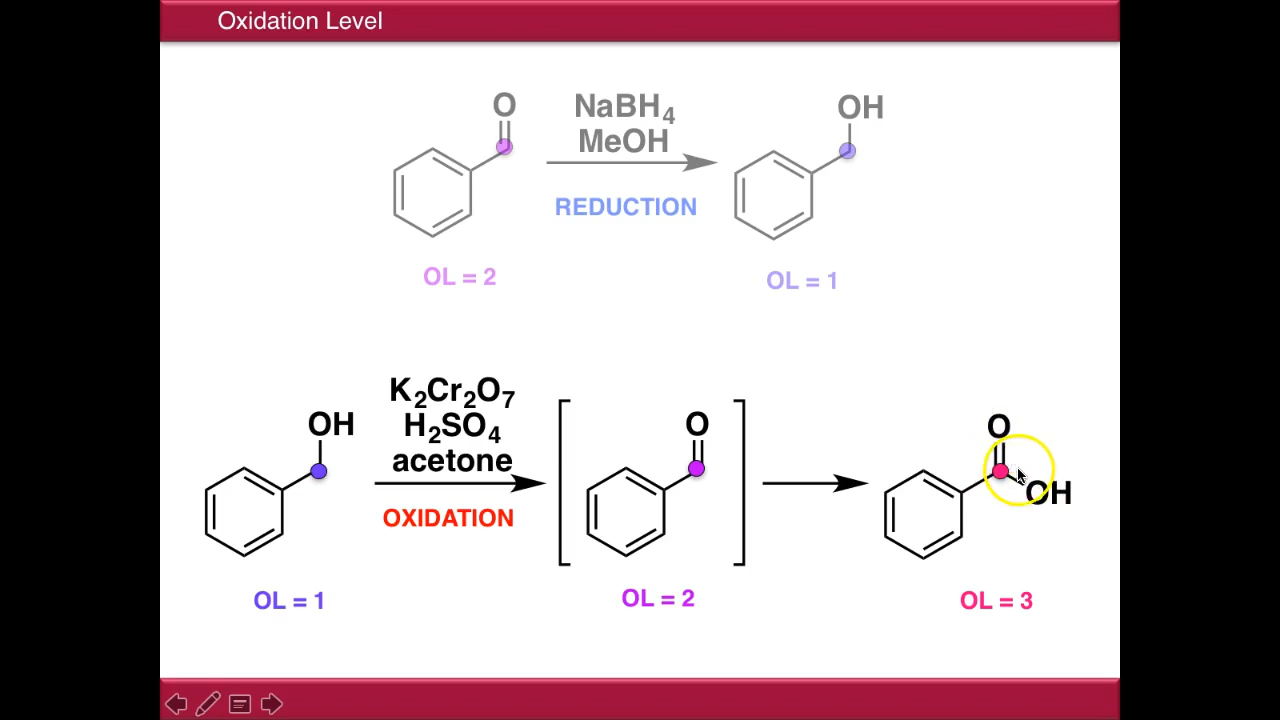 Oxidation Level
O
NaBH4
MeOH
OH
REDUCTION
OL = 2
OL = 1
K2Cr2O7
H2SO4
acetone
OH
O
O
OH
OXIDATION
OL = 1
OL = 2
OL = 3